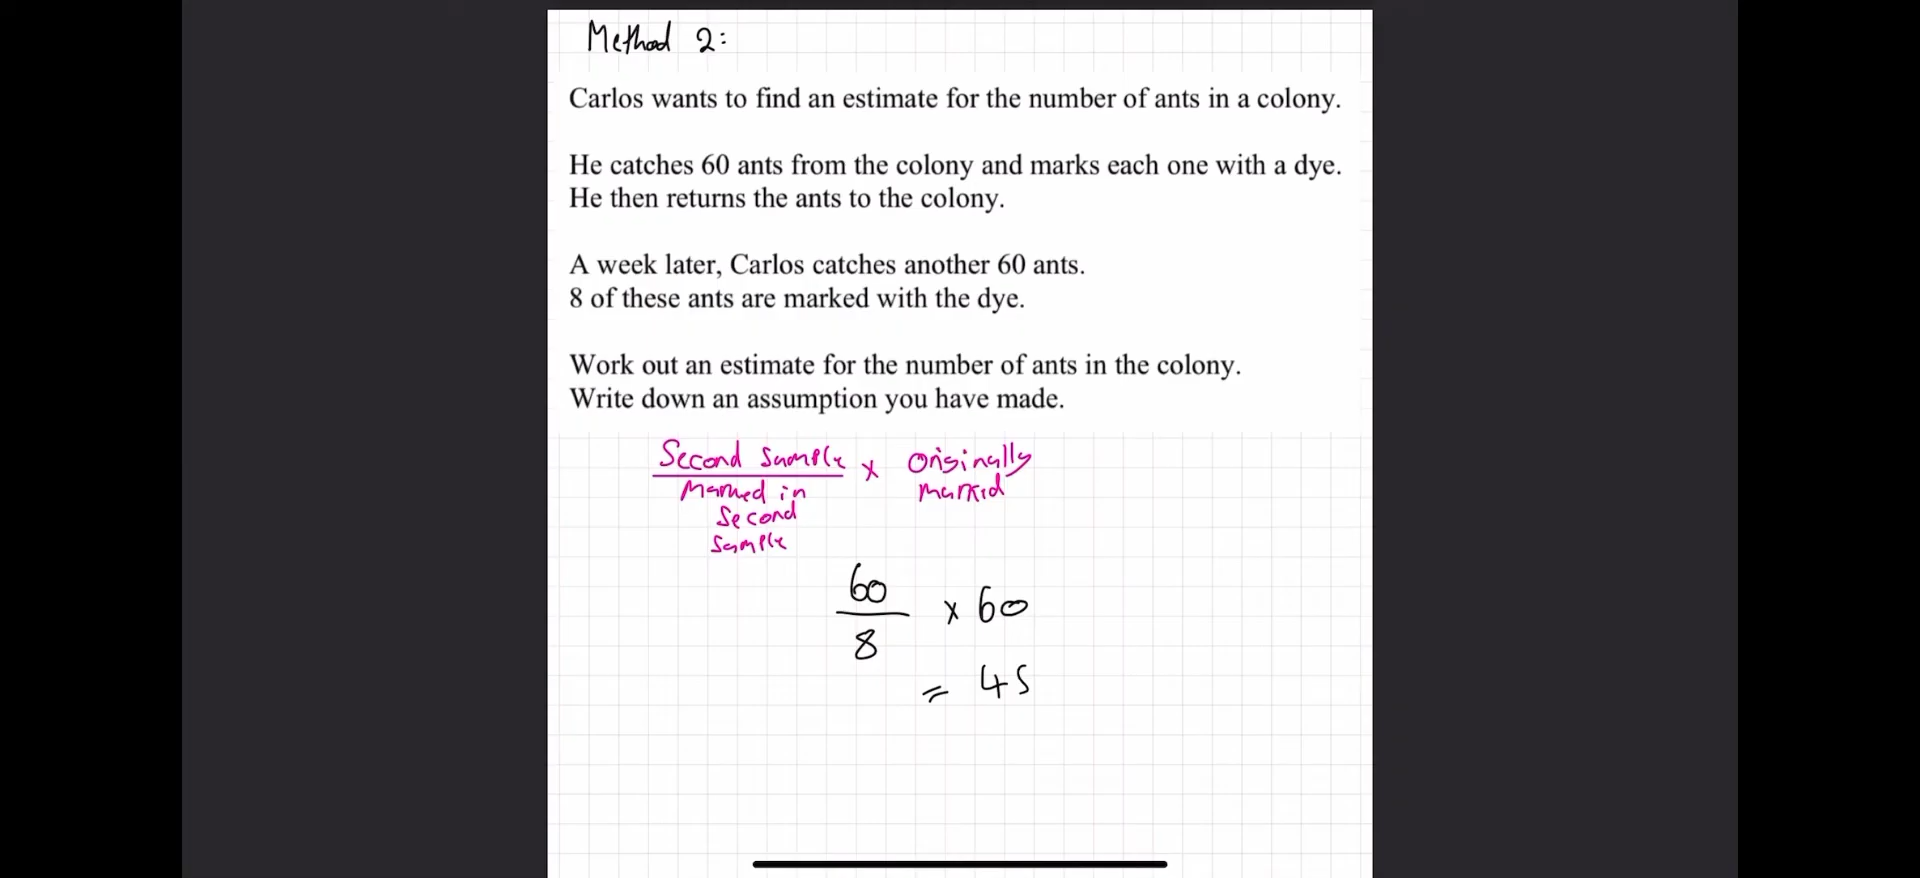 Method 2:
Carlos wants to find an estimate for the number of ants in a colony.
He catches 60 ants from the colony and marks each one with a dye.
He then returns the ants to the colony.
A week later, Carlos catches another 60 ants.
8 of these ants are marked with the dye.
Work out an estimate for the number of ants in the colony.
Write down an assumption you have made.
Second Sample × Originally
Marked in marked
Second
Sample
60
× 60
8
= 45